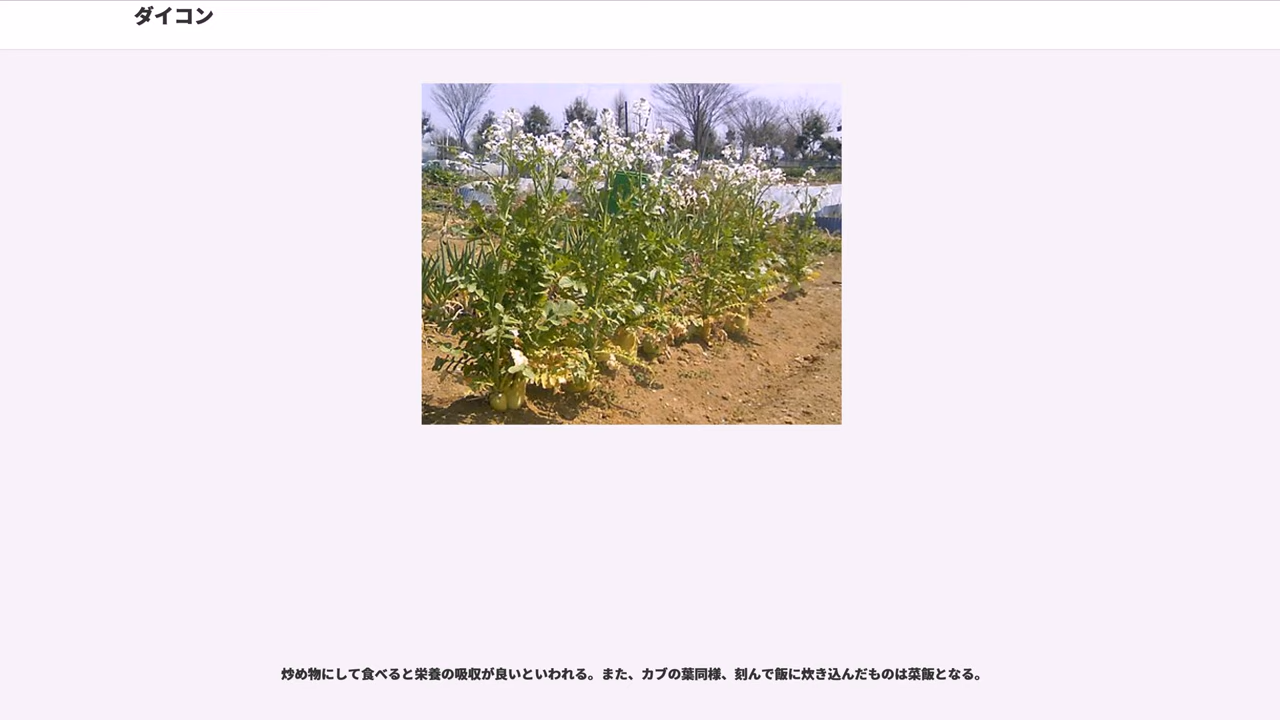 ダイコン
炒め物にして食べると栄養の吸収が良いといわれる。また、カブの葉同様、刻んで飯に炊き込んだものは菜飯となる。